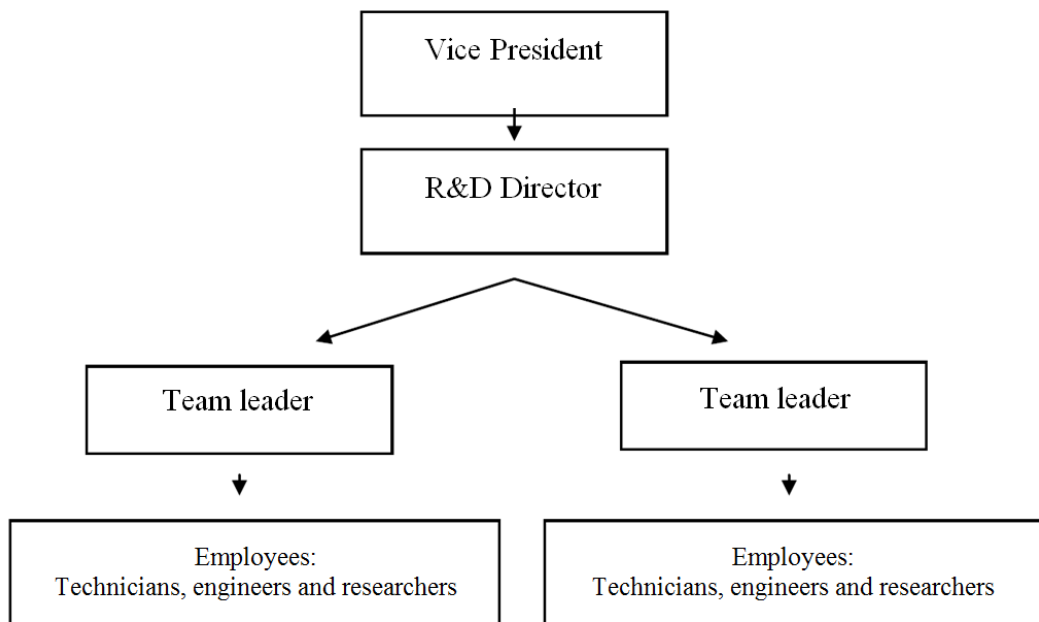 Vice President
R&D Director
Team leader
Team leader
Employees:
Technicians, engineers and researchers
Employees:
Technicians, engineers and researchers